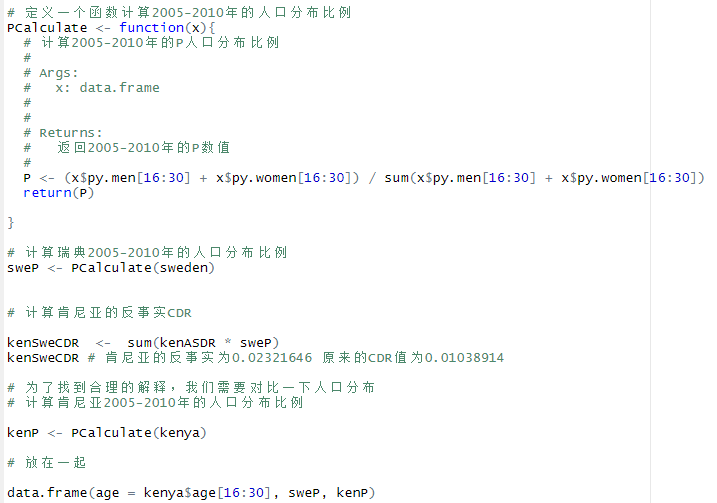 # 定义一个函数计算2005-2010年的人口分布比例
PCalculate <- function(x){
  # 计算2005-2010年的P人口分布比例
  #
  # Args:
  #   x: data.frame
  #
  #
  # Returns:
  #   返回2005-2010年的P数值
  #
  P <- (x$py.men[16:30] + x$py.women[16:30]) / sum(x$py.men[16:30] + x$py.women[16:30])
  return(P)

}

# 计算瑞典2005-2010年的人口分布比例
sweP <- PCalculate(sweden)


# 计算肯尼亚的反事实CDR

kenSweCDR  <-  sum(kenASDR * sweP)
kenSweCDR # 肯尼亚的反事实为0.02321646 原来的CDR值为0.01038914

# 为了找到合理的解释，我们需要对比一下人口分布
# 计算肯尼亚2005-2010年的人口分布比例

kenP <- PCalculate(kenya)

# 放在一起

data.frame(age = kenya$age[16:30], sweP, kenP)